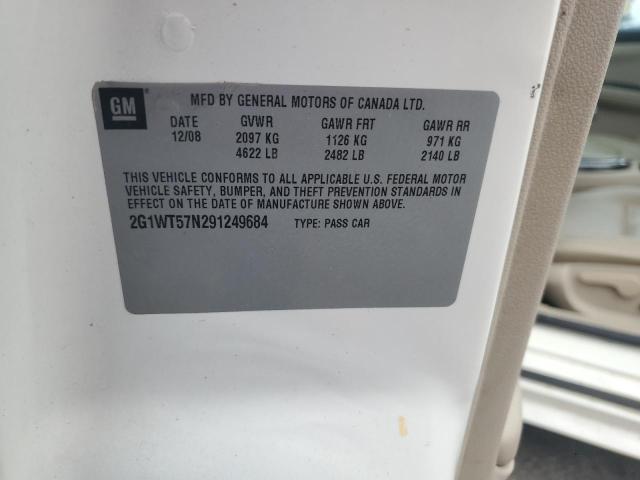 GM MFD BY GENERAL MOTORS OF CANADA LTD.
DATE GVWR GAWR FRT GAWR RR
12/08 2097 KG 1126 KG 971 KG
4622 LB 2482 LB 2140 LB
THIS VEHICLE CONFORMS TO ALL APPLICABLE U.S. FEDERAL MOTOR
VEHICLE SAFETY, BUMPER, AND THEFT PREVENTION STANDARDS IN
EFFECT ON THE DATE OF MANUFACTURE SHOWN ABOVE.
2G1WT57N291249684 TYPE: PASS CAR